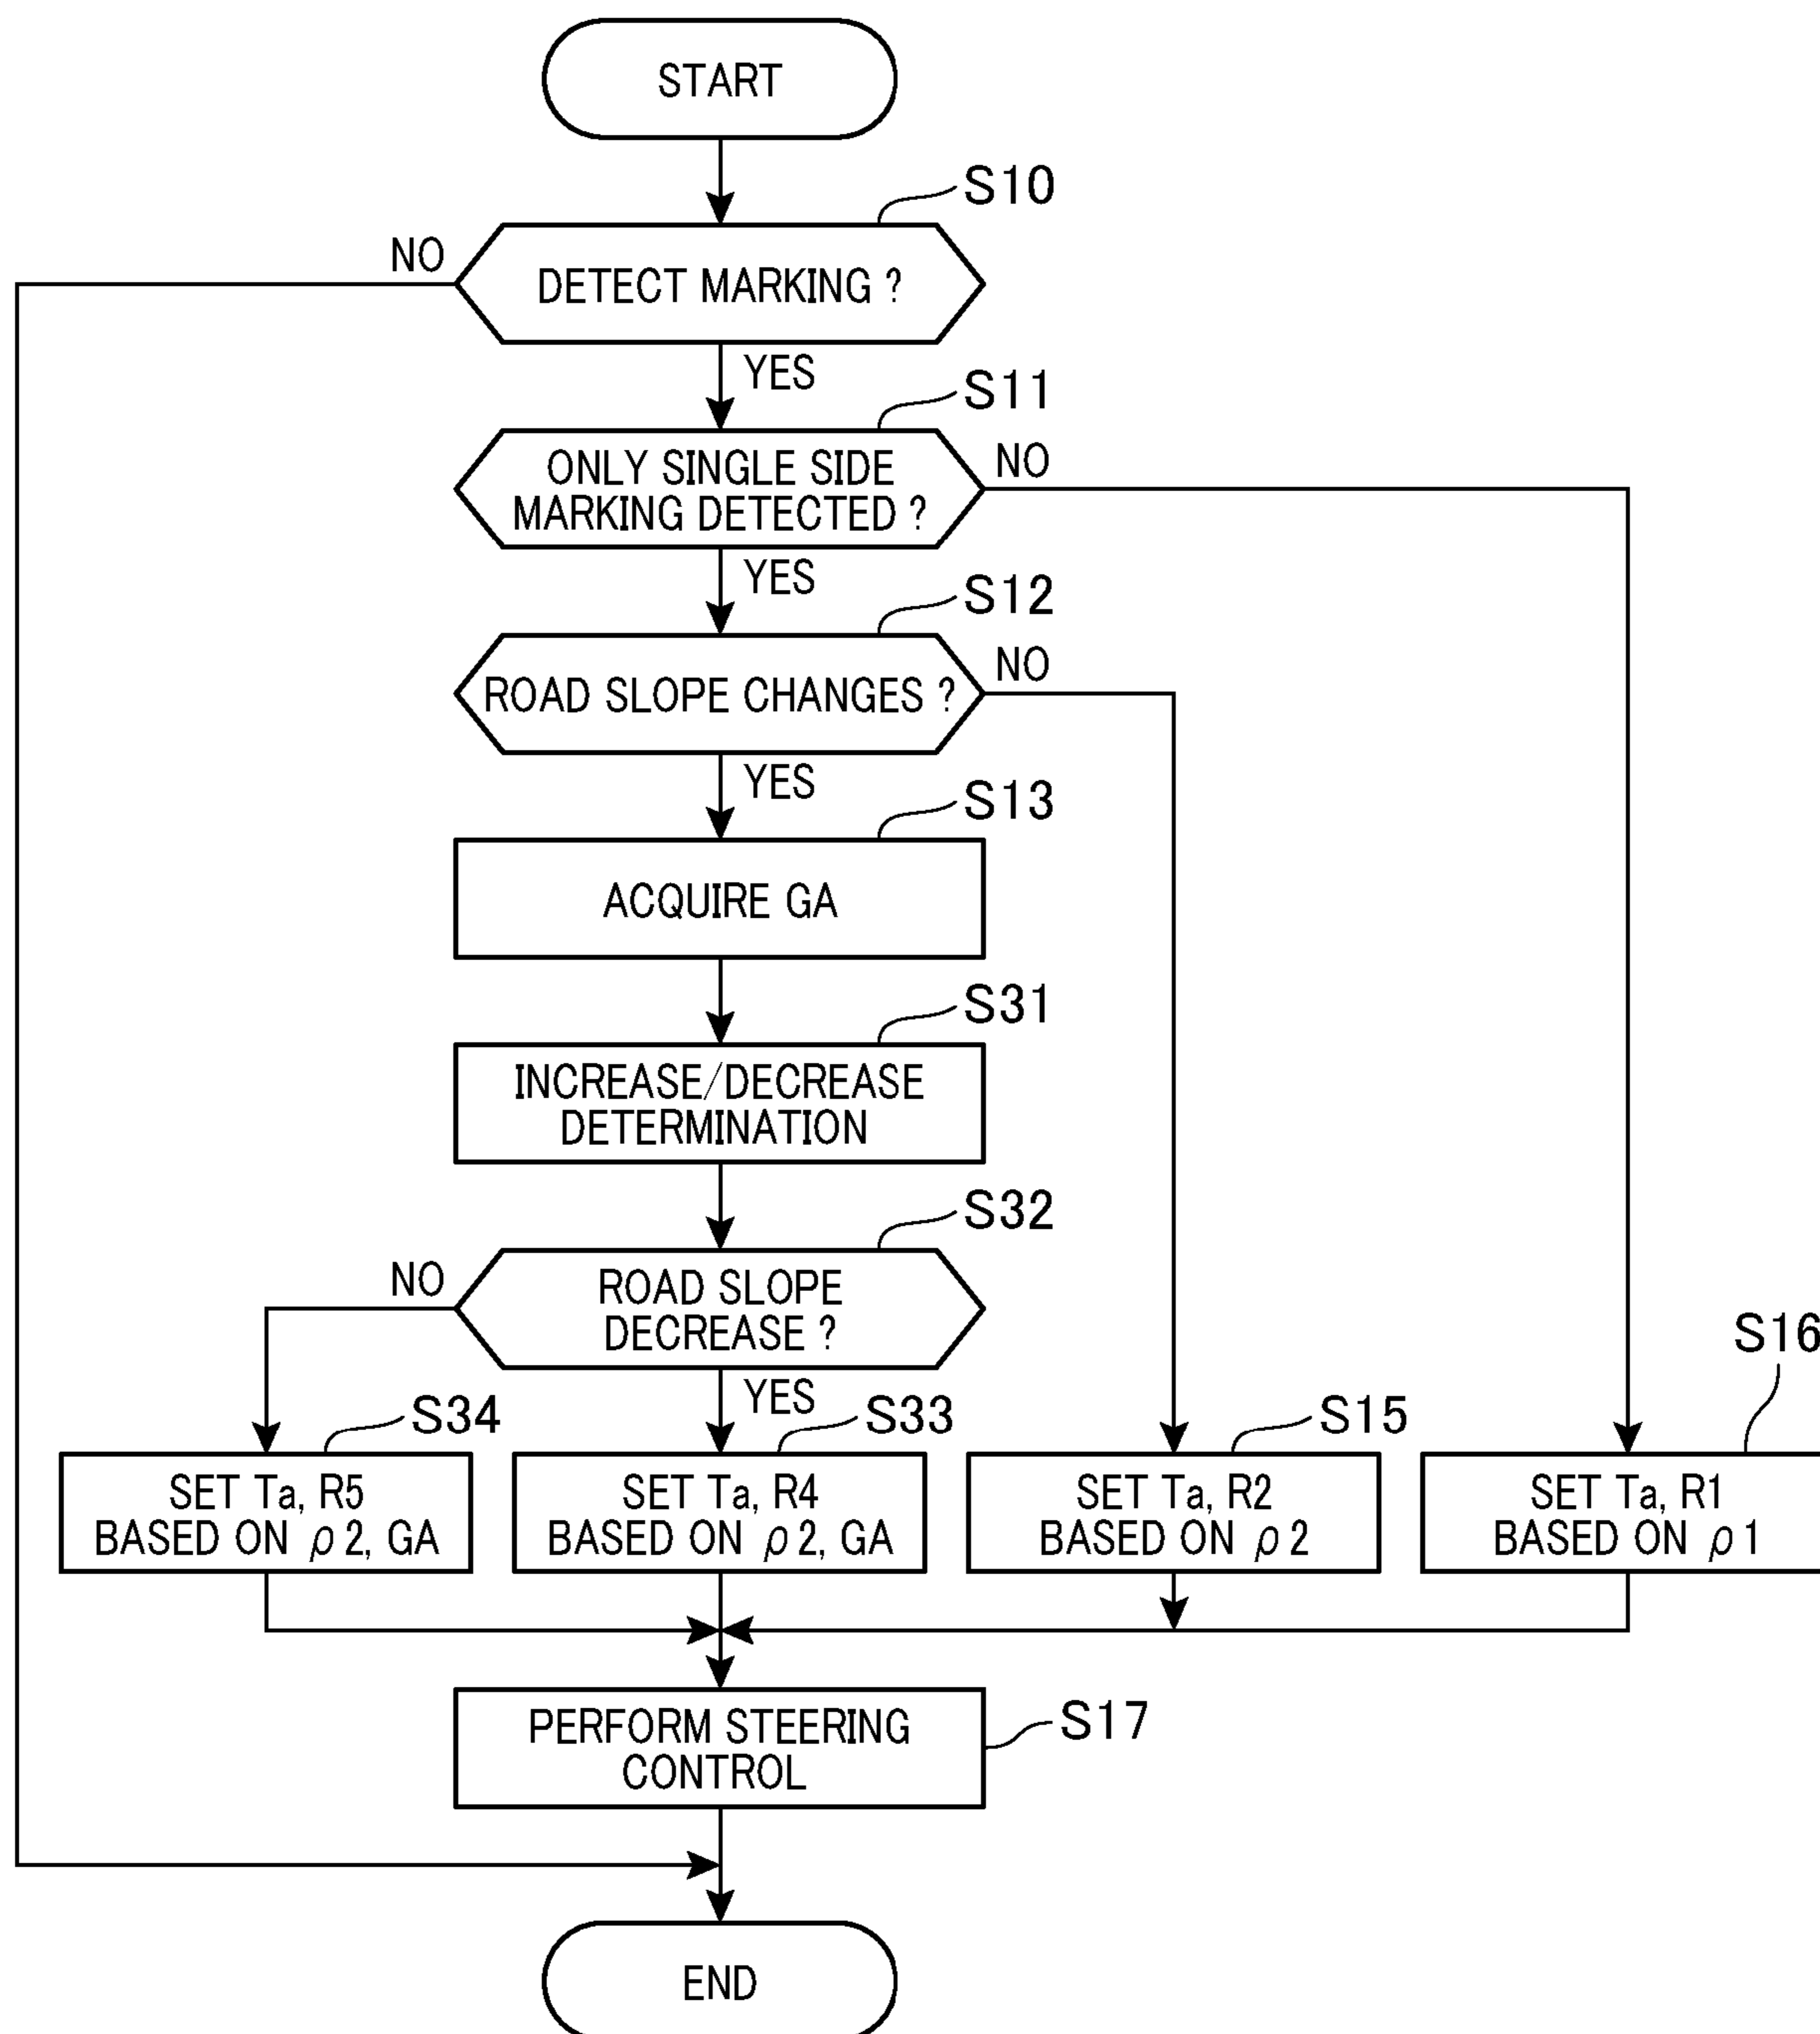 START
S10
NO
DETECT MARKING ?
YES
S11
ONLY SINGLE SIDE
MARKING DETECTED ?
NO
YES
S12
ROAD SLOPE CHANGES ?
NO
YES
S13
ACQUIRE GA
S31
INCREASE/DECREASE
DETERMINATION
S32
NO
ROAD SLOPE
DECREASE ?
YES
S34
S33
S15
S16
SET Ta, R5
BASED ON ρ2, GA
SET Ta, R4
BASED ON ρ2, GA
SET Ta, R2
BASED ON ρ2
SET Ta, R1
BASED ON ρ1
PERFORM STEERING
CONTROL
S17
END